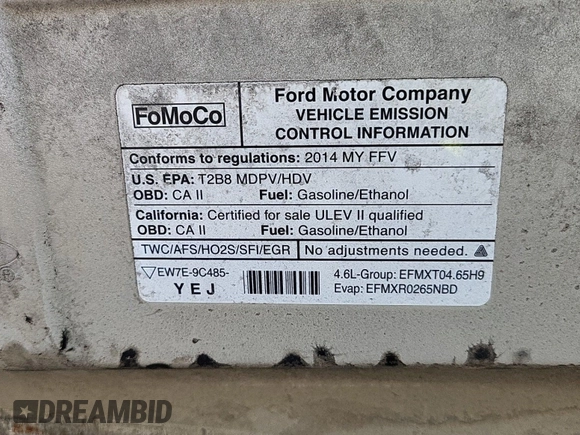 FoMoCo
Ford Motor Company
VEHICLE EMISSION
CONTROL INFORMATION
Conforms to regulations: 2014 MY FFV
U.S. EPA: T2B8 MDPV/HDV
OBD: CA II Fuel: Gasoline/Ethanol
California: Certified for sale ULEV II qualified
OBD: CA II Fuel: Gasoline/Ethanol
TWC/AFS/HO2S/SFI/EGR No adjustments needed.
EW7E-9C485-
YEJ
4.6L-Group: EFMXT04.65H9
Evap: EFMXR0265NBD
DREAMBID